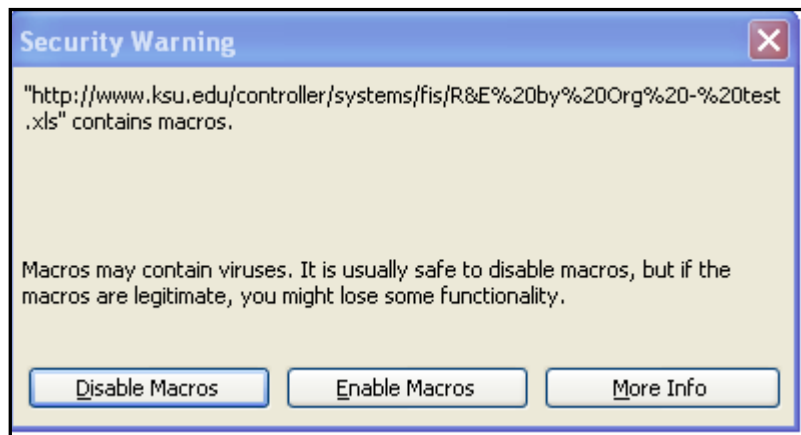 Security Warning
"http://www.ksu.edu/controller/systems/fis/R&E%20by%20Org%20-%20test
.xls" contains macros.
Macros may contain viruses. It is usually safe to disable macros, but if the
macros are legitimate, you might lose some functionality.
Disable Macros
Enable Macros
More Info